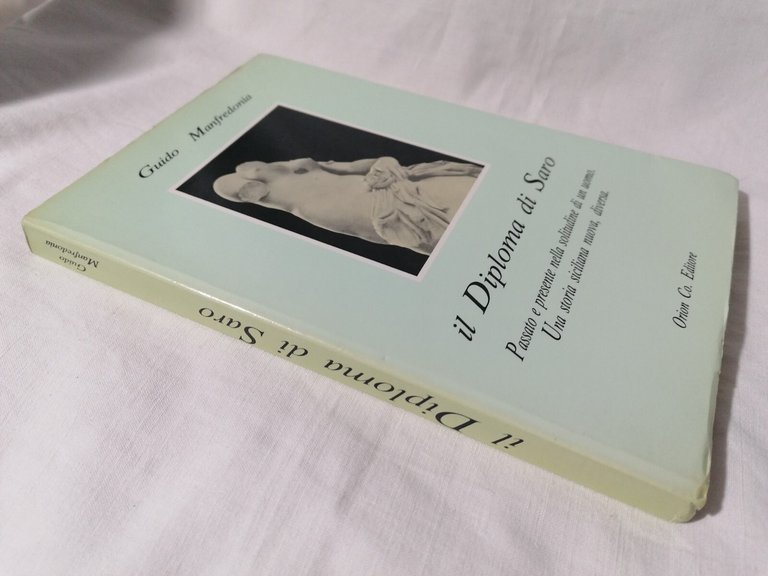 Guido Manfredonia
il Diploma di Saro
Passato e presente nella solitudine di un uomo.
Una storia siciliana nuova, diversa.
Orion Co. Editore
Guido
Manfredonia
il Diploma di Saro